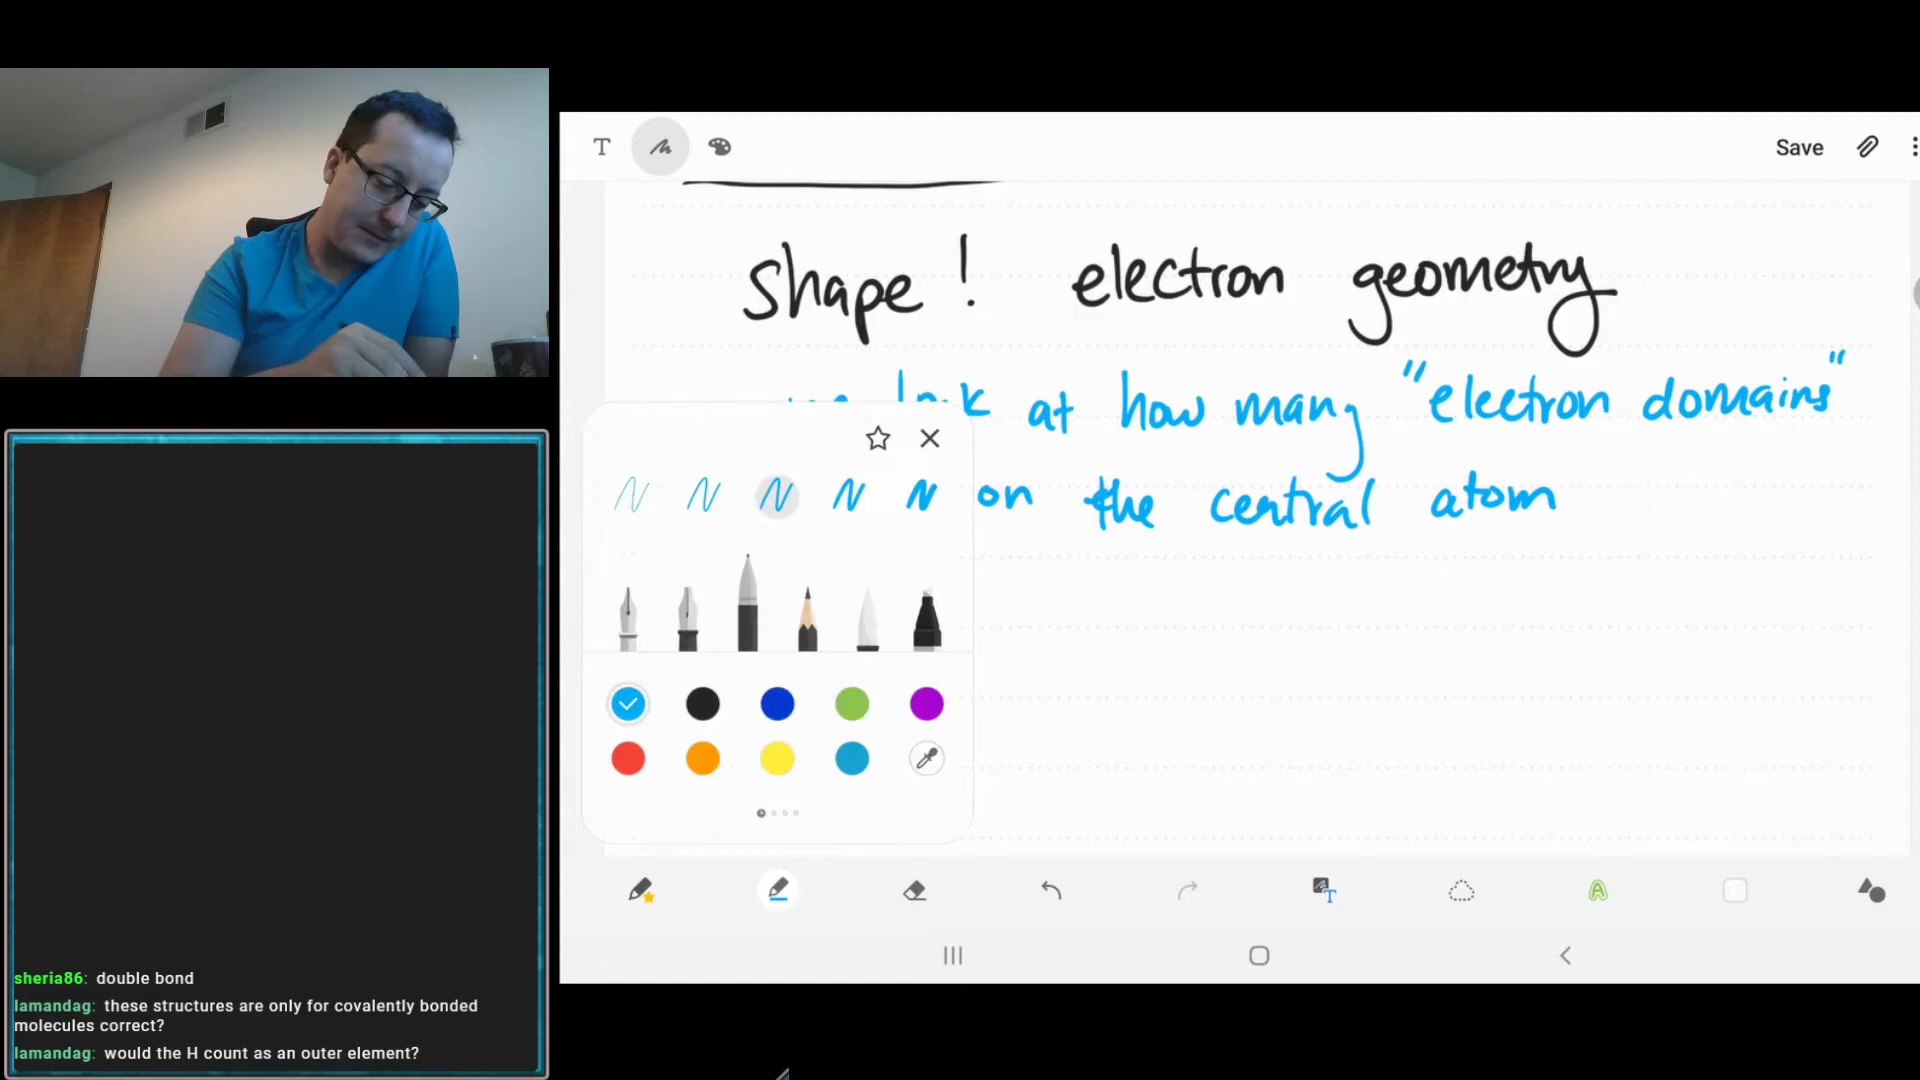 T
Save
shape! electron geometry
look at how many "electron domains"
on the central atom
sheria86: double bond
lamandag: these structures are only for covalently bonded
molecules correct?
lamandag: would the H count as an outer element?